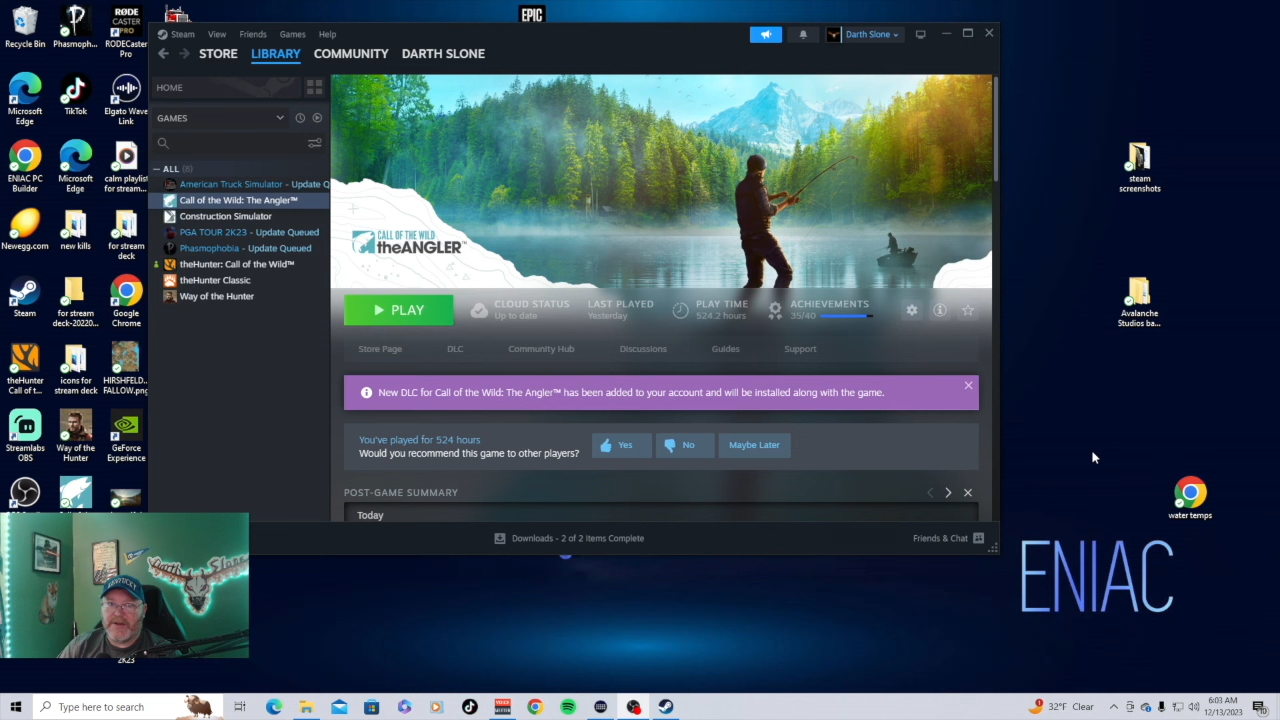 Recycle Bin
Phasmoph...
RØDE
CASTER
PRO
RODECaster
Pro
EPIC
Steam View Friends Games Help
Darth Slone
STORE LIBRARY COMMUNITY DARTH SLONE
HOME
GAMES
ALL (8)
American Truck Simulator - Update Q
Call of the Wild: The Angler™
Construction Simulator
PGA TOUR 2K23 - Update Queued
Phasmophobia - Update Queued
theHunter: Call of the Wild™
theHunter Classic
Way of the Hunter
CALL OF THE WILD
theANGLER™
PLAY
CLOUD STATUS
Up to date
LAST PLAYED
Yesterday
PLAY TIME
524.2 hours
ACHIEVEMENTS
35/40
Store Page DLC Community Hub Discussions Guides Support
New DLC for Call of the Wild: The Angler™ has been added to your account and will be installed along with the game.
You've played for 524 hours
Would you recommend this game to other players?
Yes
No
Maybe Later
POST-GAME SUMMARY
Today
Downloads - 2 of 2 Items Complete
Friends & Chat
Microsoft
Edge
TikTok
Elgato Wave
Link
ENIAC PC
Builder
Microsoft
Edge
calm playlist
for stream...
Newegg.com
new kills
for stream
deck
Steam
stream
deck-20220...
Google
Chrome
theHunter
Call of t...
icons for
stream deck
HIRSHFELD...
FALLOW.png
Streamlabs
OBS
Way of the
Hunter
GeForce
Experience
steam
screenshots
Avalanche
Studios ba...
water temps
ENIAC
Darth Slone
KENTUCKY
2K23
Type here to search
32°F Clear
6:03 AM
12/13/2023